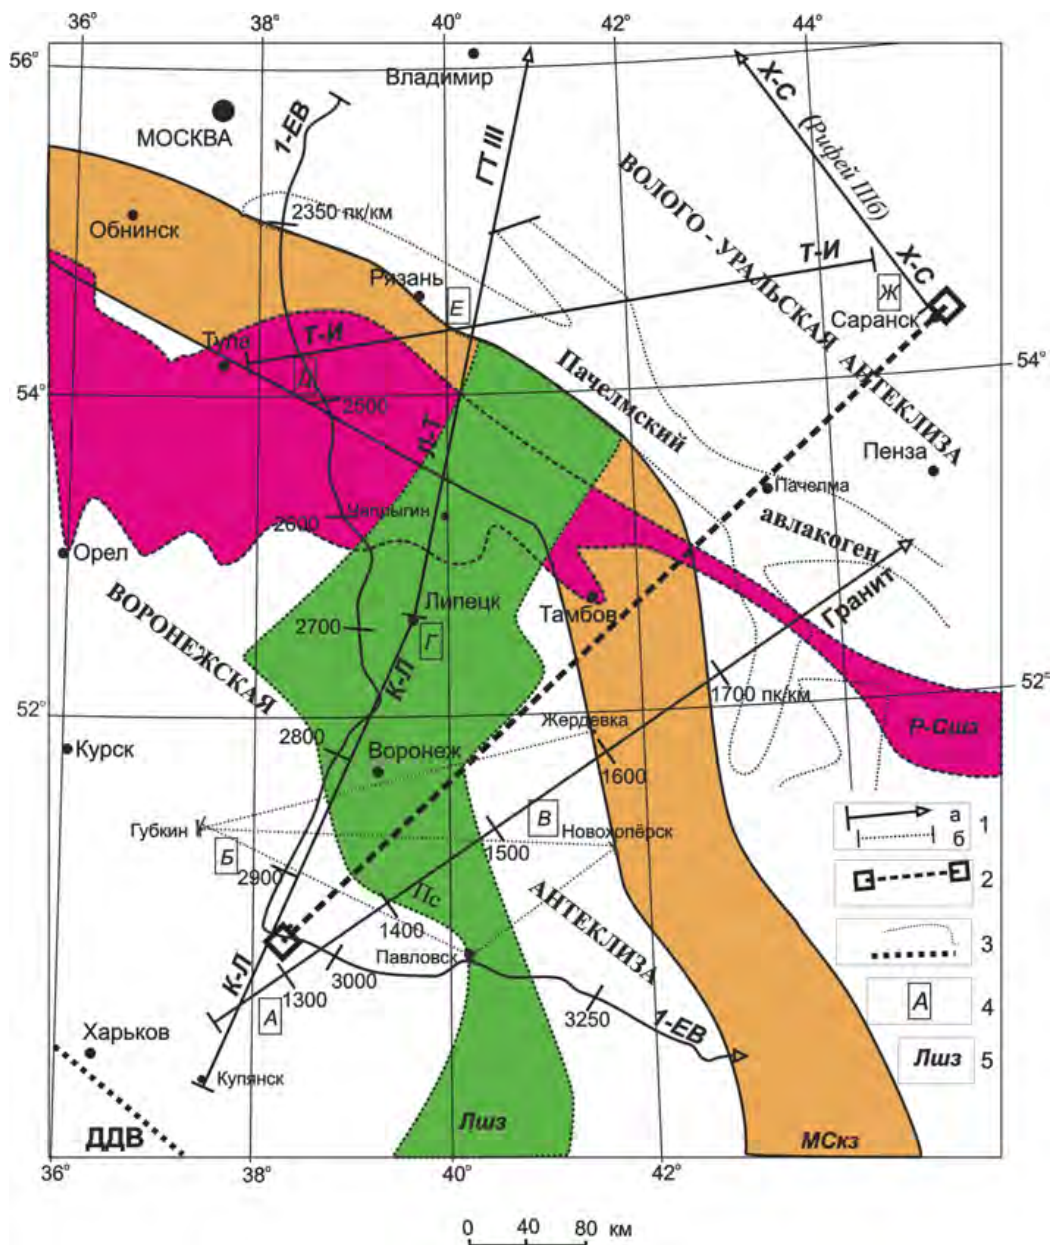 36° 38° 40° 42° 44°
56°
Владимир
МОСКВА
1-ЕВ
ГТ III
Х-С (Рифей IIIб) Х-С
ВОЛОГО - УРАЛЬСКАЯ АНТЕКЛИЗА
Обнинск
2350 пк/км
Рязань
Е
Т-И
Ж
Саранск
Тула
Т-И
Д
54°
54°
2500
Л-Т
Пачелмский
авлакоген
Пенза
Пачелма
Чаплыгин
2600
Орел
Липецк
Тамбов
Гранит
ВОРОНЕЖСКАЯ
2700
Г
К-Л
1700 пк/км
52°
52°
Р-Сшз
Жердевка
2800
Курск
Воронеж
1600
Губкин
В
Новохопёрск
1500
Б
2900
Пс
1400
АНТЕКЛИЗА
Павловск
К-Л
3000
1300
А
3250
1-ЕВ
Харьков
Купянск
ДДВ
Лшз
МСкз
36° 38° 40° 42°
а
б
1
2
3
А 4
Лшз 5
0 40 80 км